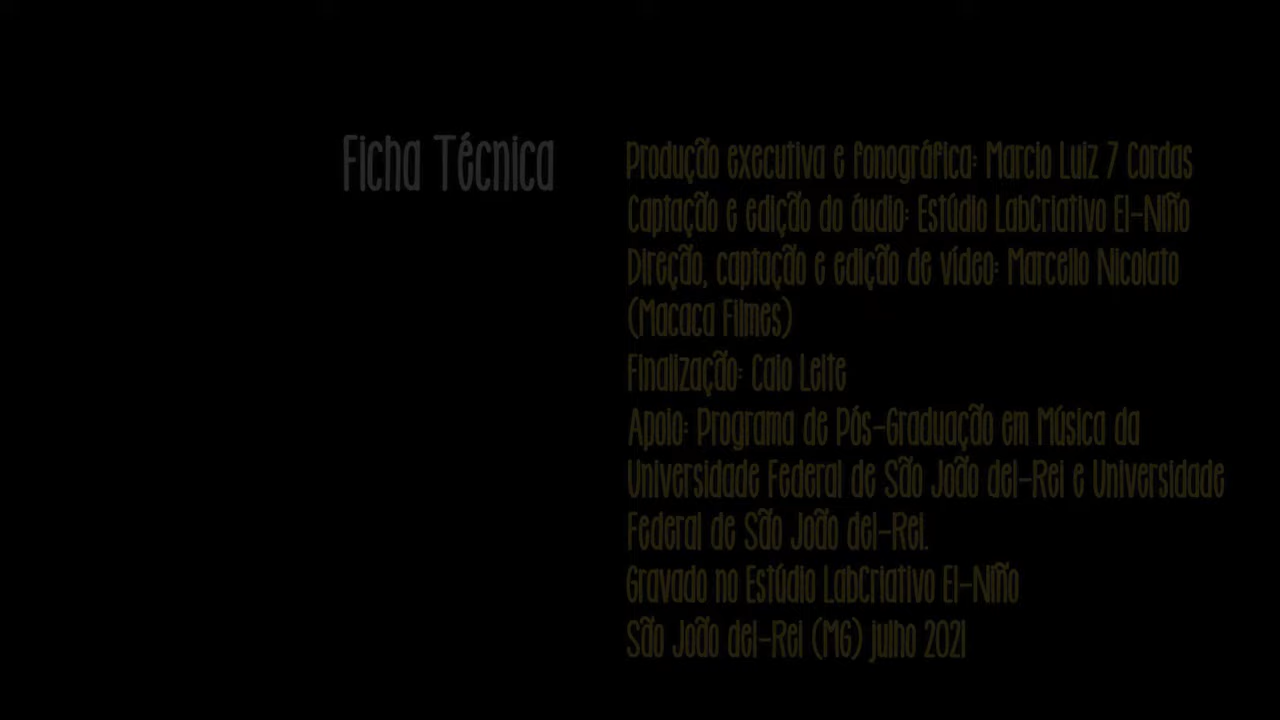 Ficha Técnica
Produção executiva e fonográfica: Marcio Luiz 7 Cordas
Captação e edição do áudio: Estúdio LabCriativo El-Niño
Direção, captação e edição de vídeo: Marcello Nicolato
(Macaca Filmes)
Finalização: Caio Leite
Apoio: Programa de Pós-Graduação em Música da
Universidade Federal de São João del-Rei e Universidade
Federal de São João del-Rei.
Gravado no Estúdio LabCriativo El-Niño
São João del-Rei (MG) julho 2021